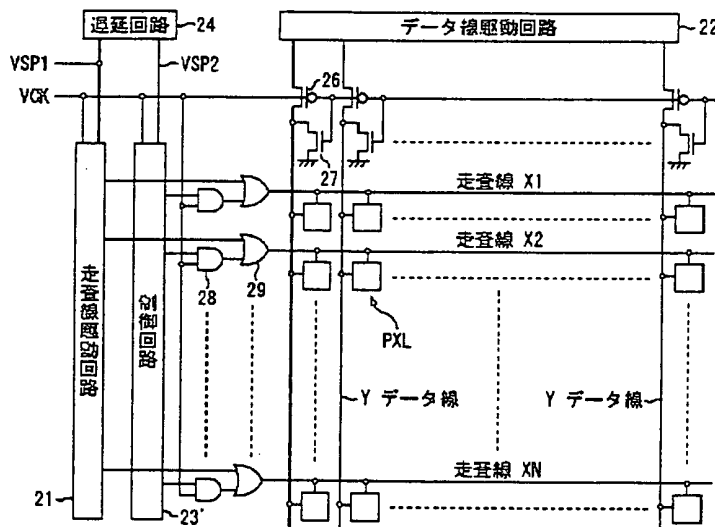 遅延回路
24
データ線駆動回路
22
VSP1
VSP2
26
VCK
27
走査線 X1
走査線 X2
28
29
PXL
走査線駆動回路
制御回路
Y データ線
Y データ線
走査線 XN
21
23'